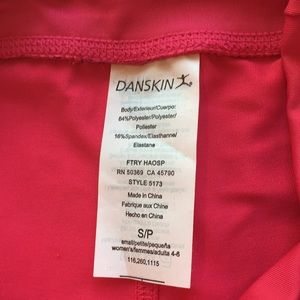 DANSKIN
Body/Exterieur/Cuerpo:
84%Polyester/Polyester/
Poliester
16%Spandex/Elasthanne/
Elastane
FTRY HAOSP
RN 50369 CA 45790
STYLE 5173
Made in China
Fabrique aux Chine
Hecho en China
S/P
small/petite/pequeña
women's/femmes/adulta 4-6
116,260,1115